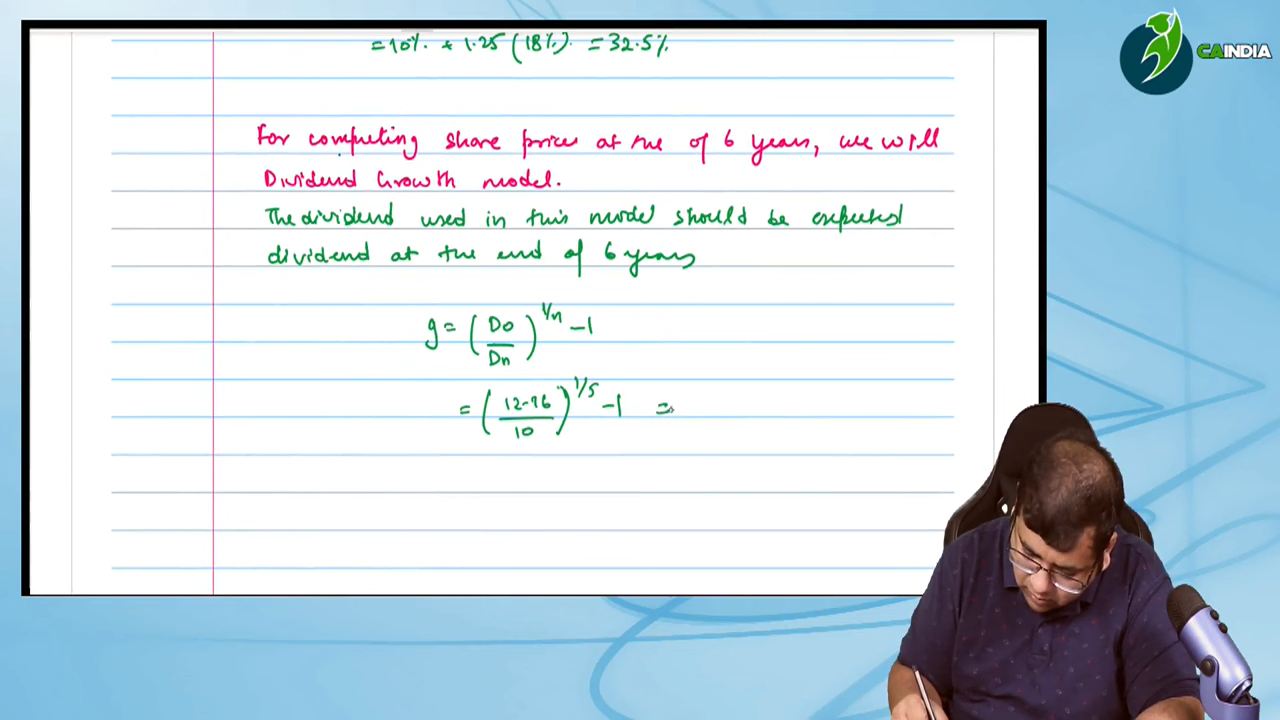 CAINDIA
= 10% + 1.25 (18%). = 32.5%
For computing share price at the of 6 years, we will
Dividend Growth model.
The dividend used in this model should be expected
dividend at the end of 6 years
g = (D0/Dn)^1/n - 1
= (12.76/10)^1/5 - 1 =